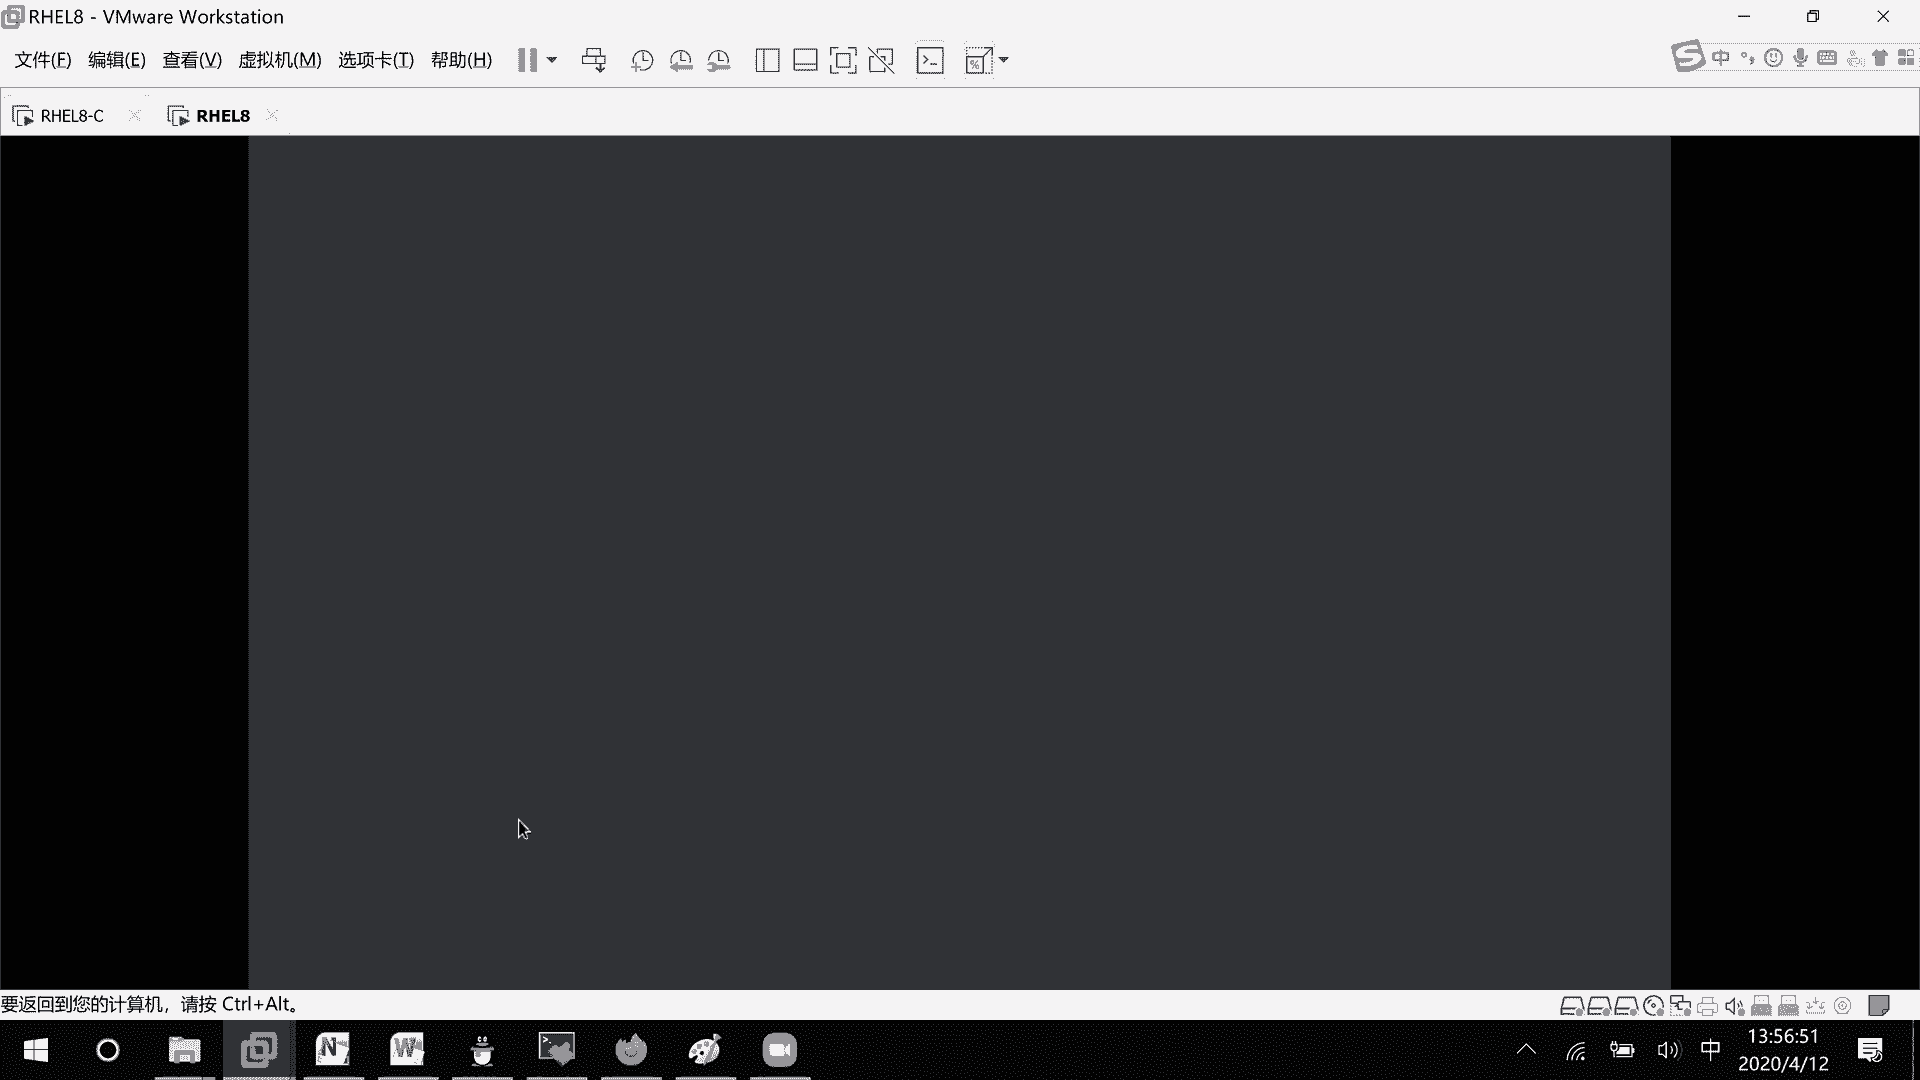 RHEL8 - VMware Workstation
文件(F) 编辑(E) 查看(V) 虚拟机(M) 选项卡(T) 帮助(H)
中
RHEL8-C RHEL8
要返回到您的计算机，请按 Ctrl+Alt。
中 13:56:51
2020/4/12